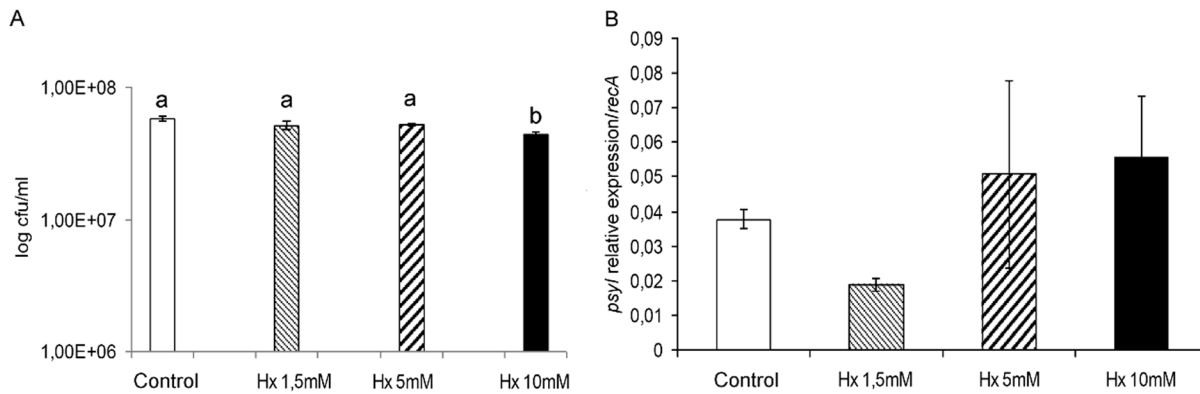 A
log cfu/ml
1,00E+08
1,00E+07
1,00E+06
a
a
a
b
Control
Hx 1,5mM
Hx 5mM
Hx 10mM
B
psyI relative expression/recA
0,09
0,08
0,07
0,06
0,05
0,04
0,03
0,02
0,01
0
Control
Hx 1,5mM
Hx 5mM
Hx 10mM